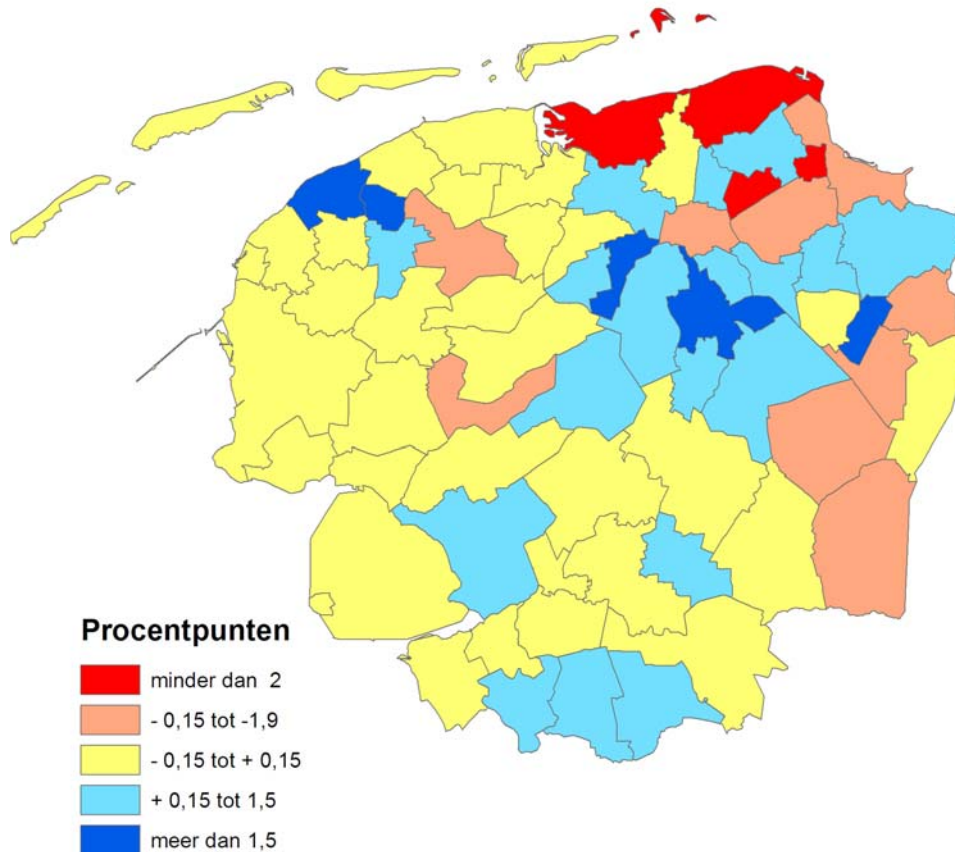 Procentpunten
minder dan 2
- 0,15 tot -1,9
- 0,15 tot + 0,15
+ 0,15 tot 1,5
meer dan 1,5